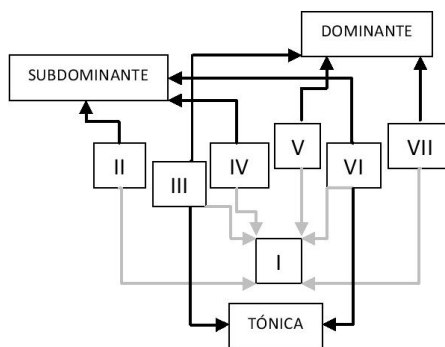 DOMINANTE
SUBDOMINANTE
II
III
IV
V
VI
VII
I
TÓNICA